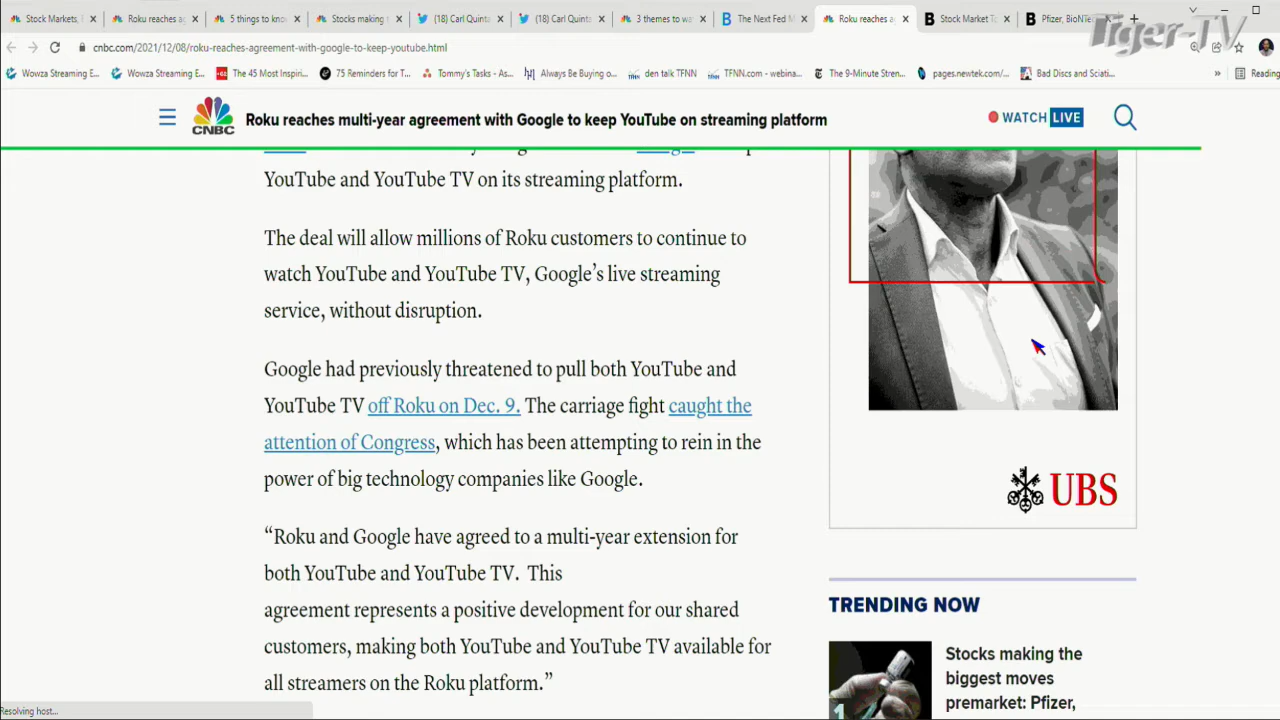 Stock Markets,
Roku reaches a
5 things to kno
Stocks making
(18) Carl Quint
(18) Carl Quint
3 themes to wa
The Next Fed M
Roku reaches a
Stock Market To
Pfizer, BioNTe
Tiger-TV
cnbc.com/2021/12/08/roku-reaches-agreement-with-google-to-keep-youtube.html
Wowza Streaming E...
Wowza Streaming E...
The 45 Most Inspiri...
75 Reminders for T...
Tommy's Tasks - As...
Always Be Buying o...
den talk TFNN
TFNN.com - webina...
The 9-Minute Stren...
pages.newtek.com/...
Bad Discs and Sciati...
»
Reading
CNBC
Roku reaches multi-year agreement with Google to keep YouTube on streaming platform
WATCH LIVE
YouTube and YouTube TV on its streaming platform.
The deal will allow millions of Roku customers to continue to
watch YouTube and YouTube TV, Google’s live streaming
service, without disruption.
Google had previously threatened to pull both YouTube and
YouTube TV off Roku on Dec. 9. The carriage fight caught the
attention of Congress, which has been attempting to rein in the
power of big technology companies like Google.
“Roku and Google have agreed to a multi-year extension for
both YouTube and YouTube TV. This
agreement represents a positive development for our shared
customers, making both YouTube and YouTube TV available for
all streamers on the Roku platform.”
UBS
TRENDING NOW
1
Stocks making the
biggest moves
premarket: Pfizer,
Resolving host...